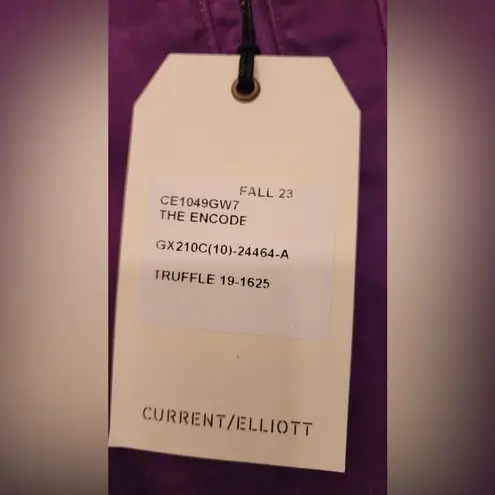 FALL 23
CE1049GW7
THE ENCODE
GX210C(10)-24464-A
TRUFFLE 19-1625
CURRENT/ELLIOTT